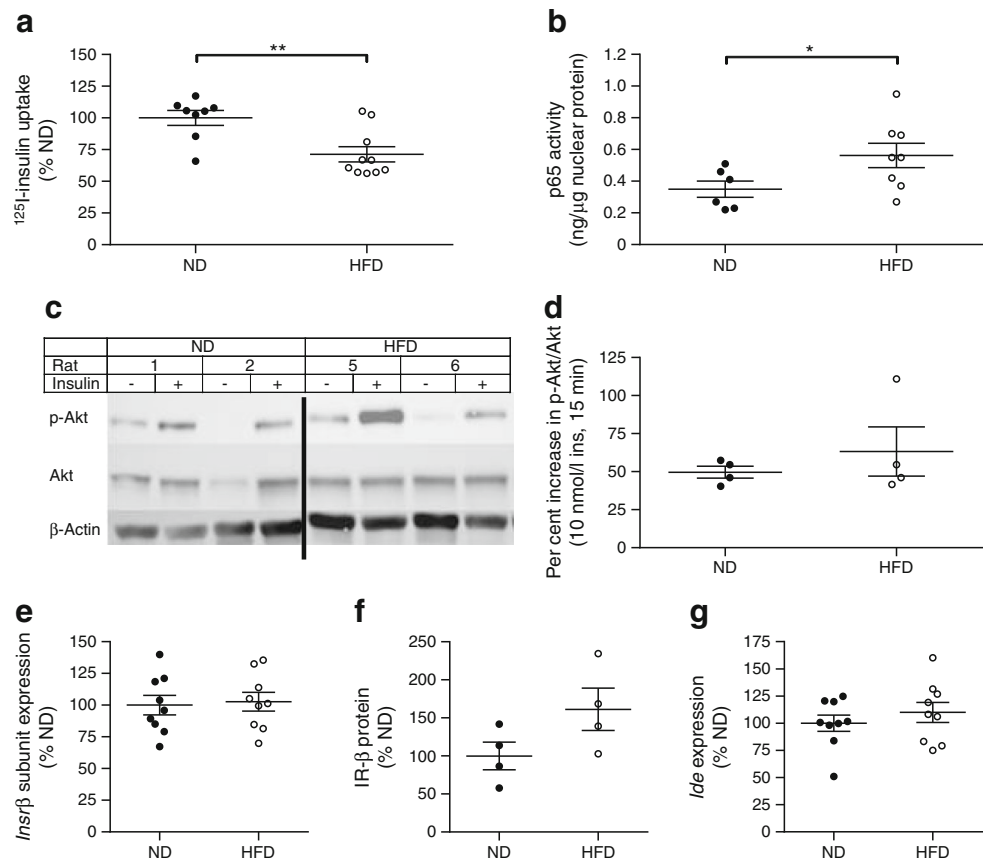 a
**
¹²⁵I-insulin uptake
(% ND)
150
125
100
75
50
25
0
ND HFD
b
*
p65 activity
(ng/µg nuclear protein)
1.2
1.0
0.8
0.6
0.4
0.2
0
ND HFD
c
ND HFD
Rat 1 2 5 6
Insulin - + - + - + - +
p-Akt
Akt
β-Actin
d
Per cent increase in p-Akt/Akt
(10 nmol/l ins, 15 min)
125
100
75
50
25
0
ND HFD
e
Insrβ subunit expression
(% ND)
150
125
100
75
50
25
0
ND HFD
f
IR-β protein
(% ND)
250
200
150
100
50
0
ND HFD
g
Ide expression
(% ND)
175
150
125
100
75
50
25
0
ND HFD